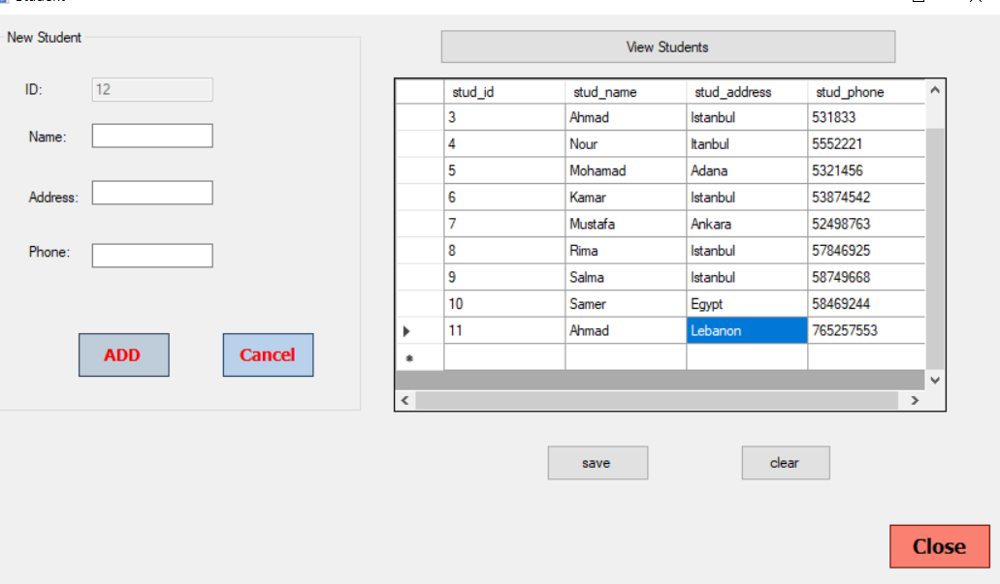 New Student
ID: 12
Name:
Address:
Phone:
ADD Cancel
View Students
stud_id stud_name stud_address stud_phone
3 Ahmad Istanbul 531833
4 Nour Itanbul 5552221
5 Mohamad Adana 5321456
6 Kamar Istanbul 53874542
7 Mustafa Ankara 52498763
8 Rima Istanbul 57846925
9 Salma Istanbul 58749668
10 Samer Egypt 58469244
11 Ahmad Lebanon 765257553
save clear
Close